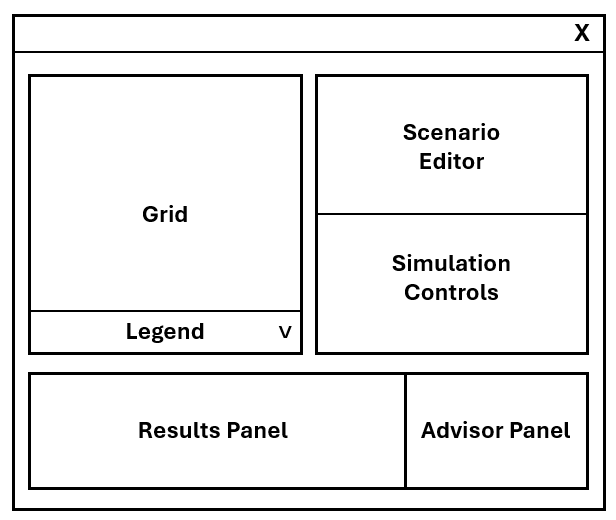 X
Scenario
Editor
Grid
Simulation
Controls
Legend V
Results Panel
Advisor Panel